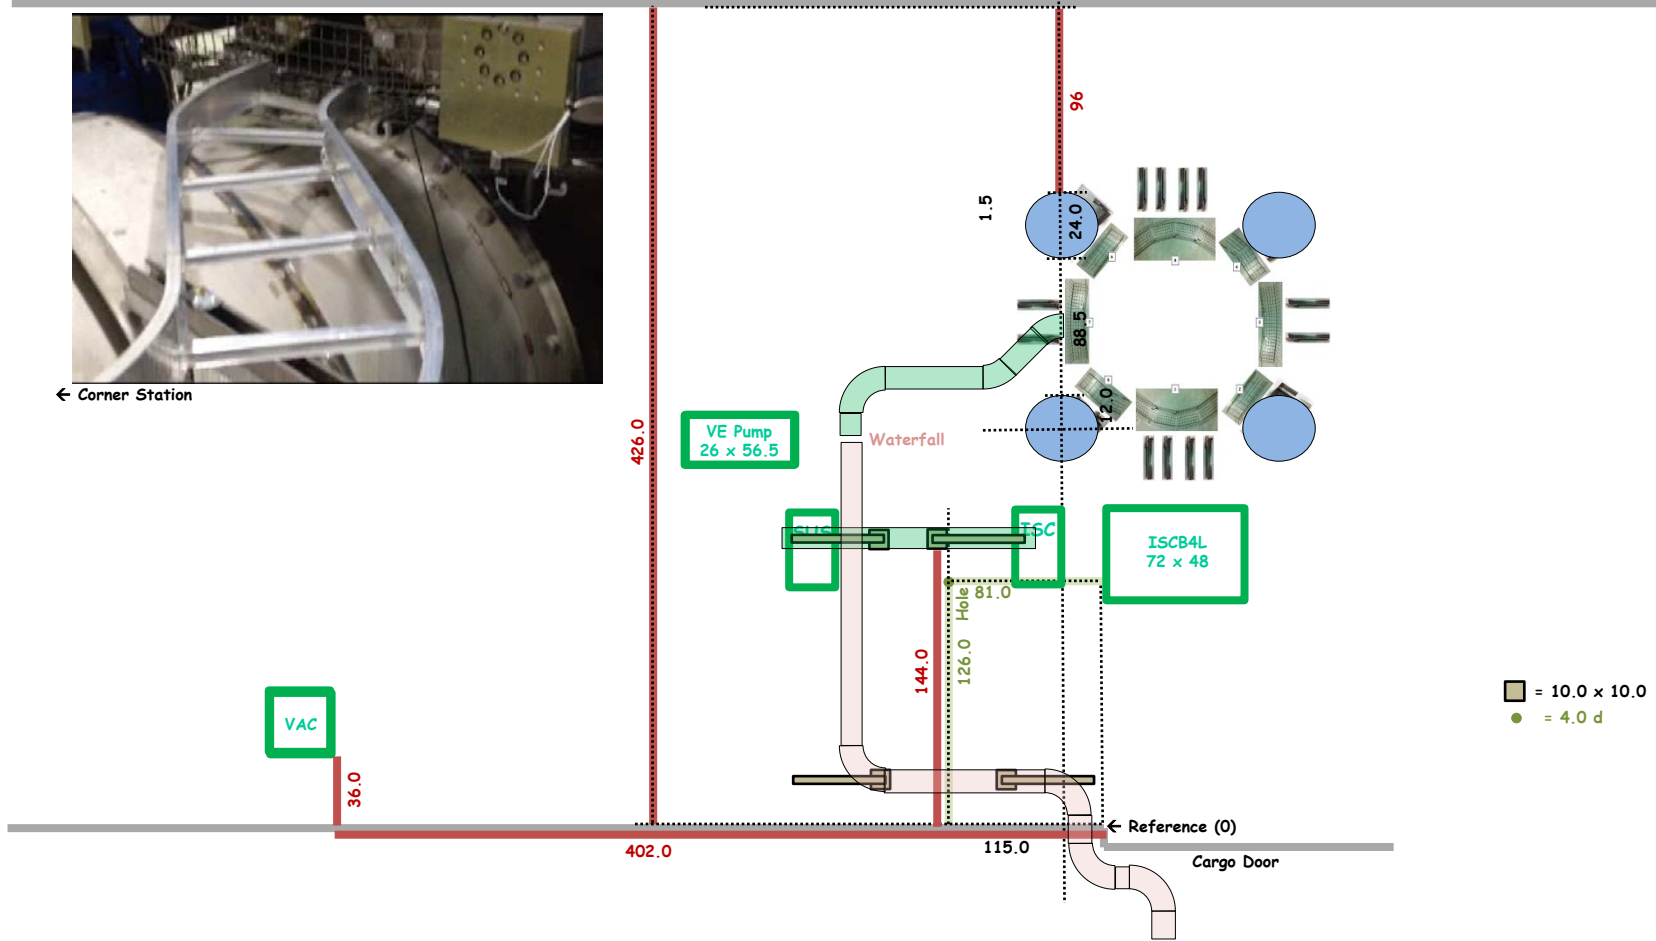 96
1.5
24.0
88.5
12.0
← Corner Station
426.0
VE Pump
26 x 56.5
Waterfall
SUS
ISC
ISCB4L
72 x 48
81.0
Hole
126.0
144.0
= 10.0 x 10.0
= 4.0 d
VAC
36.0
← Reference (0)
402.0
115.0
Cargo Door